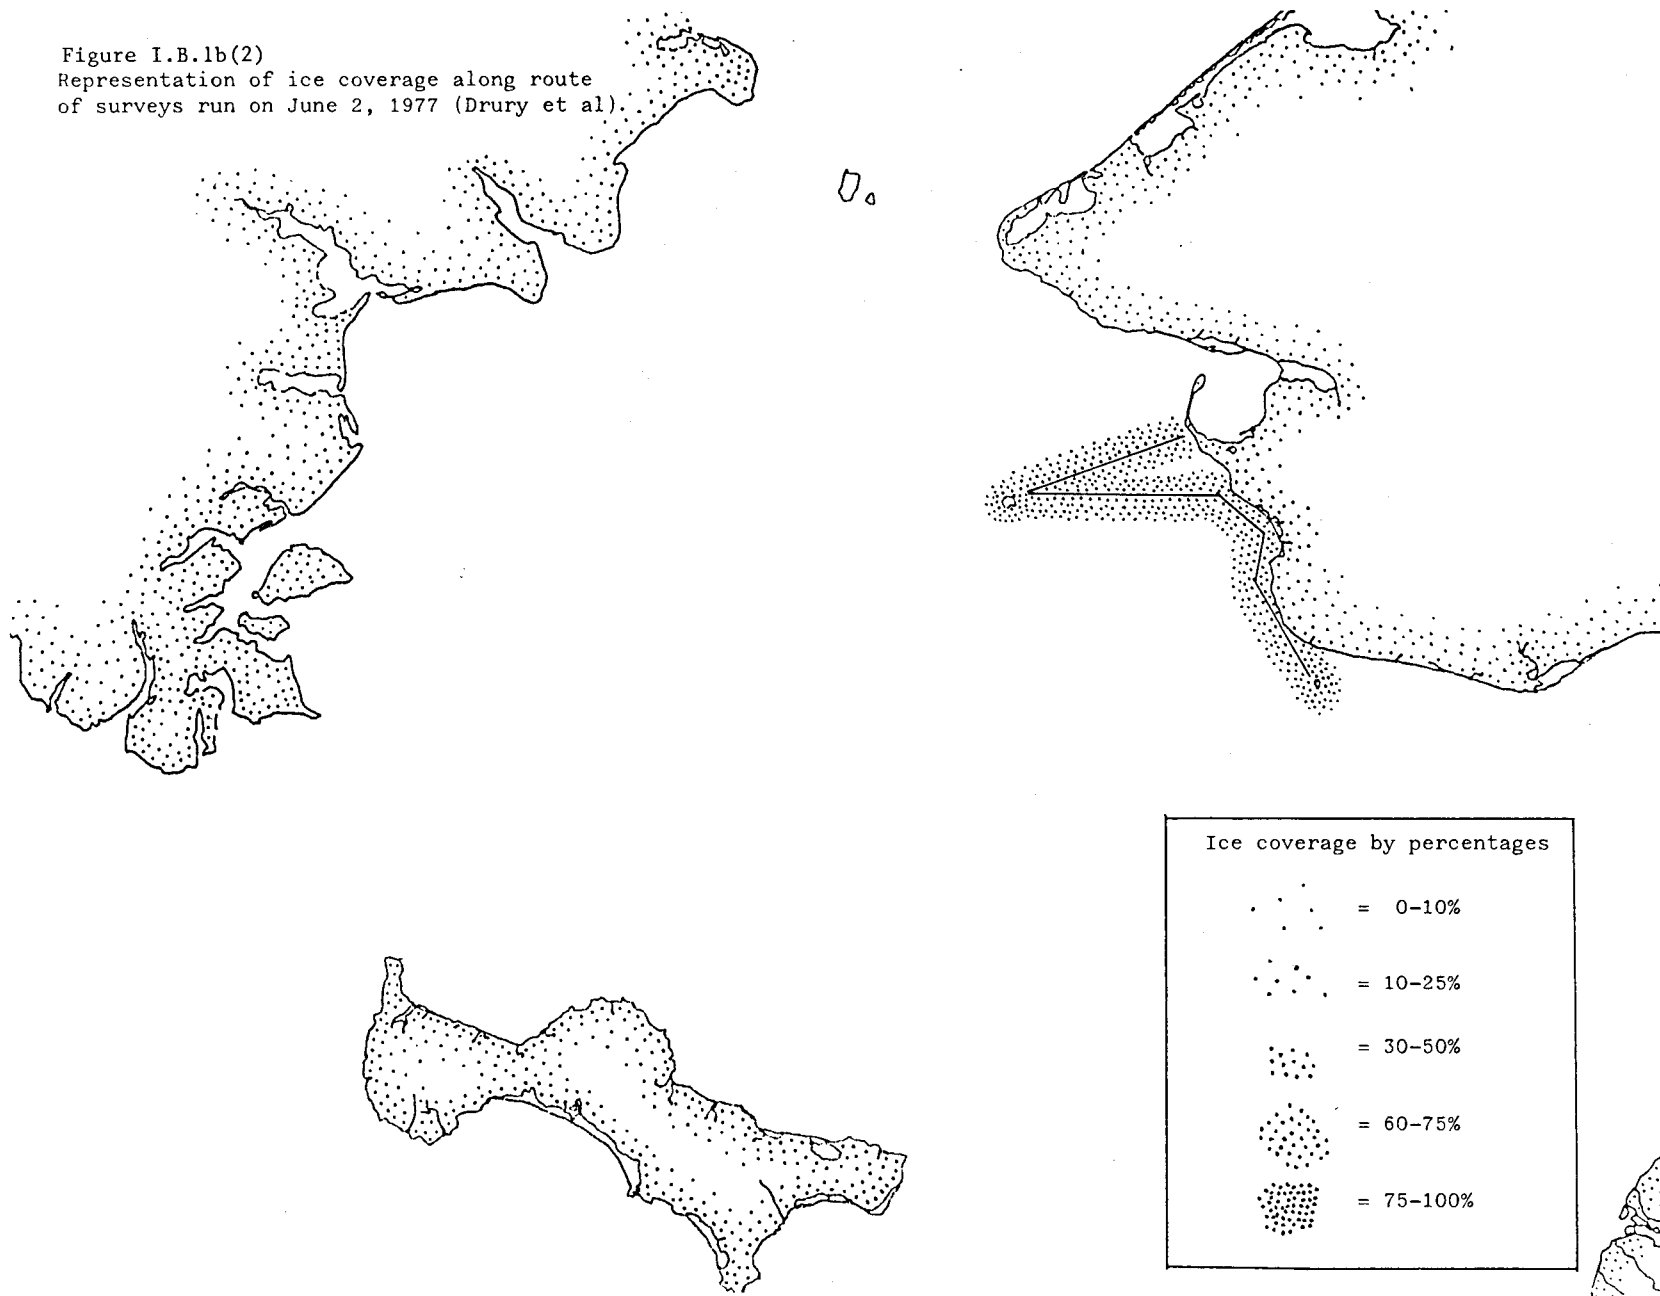 Figure I.B.1b(2)
Representation of ice coverage along route
of surveys run on June 2, 1977 (Drury et al).
Ice coverage by percentages
= 0-10%
= 10-25%
= 30-50%
= 60-75%
= 75-100%